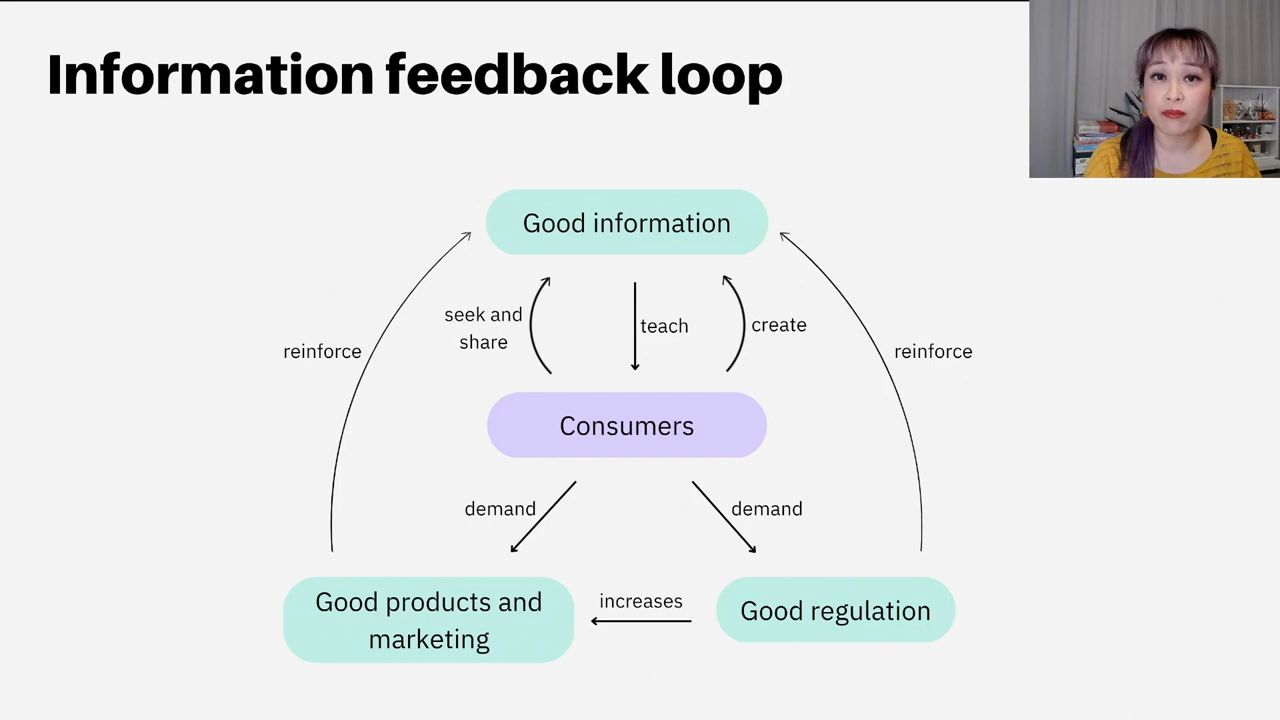 Information feedback loop
Good information
seek and
share
teach
create
reinforce
reinforce
Consumers
demand
demand
Good products and
marketing
increases
Good regulation